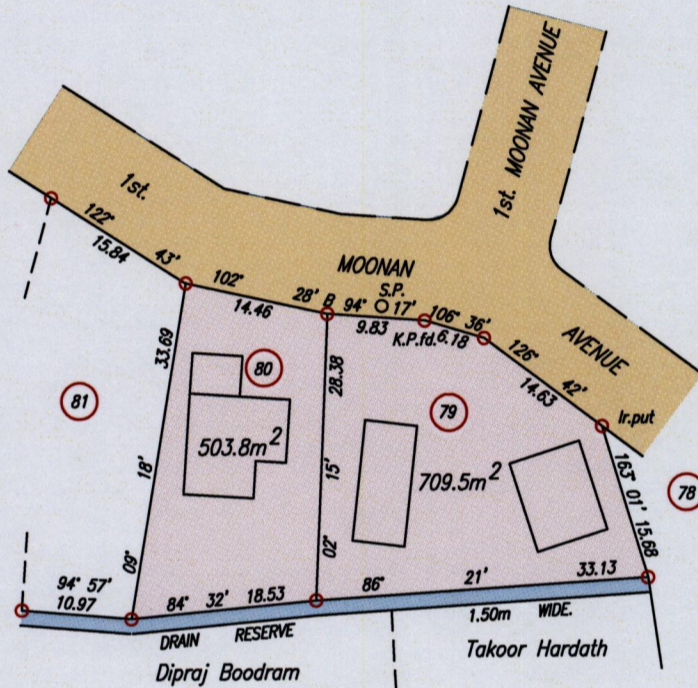 1st. MOONAN AVENUE
1st.
MOONAN
AVENUE
122° 43'
15.84
102° 28'
14.46
B
S.P.
94° 17'
9.83
K.P.fd.
106° 36'
6.18
126° 42'
14.63
Ir.put
163° 01' 15.68
33.69
09° 18'
28.38
02° 15'
80
81
79
78
503.8m²
709.5m²
94° 57'
10.97
84° 32' 18.53
86° 21' 33.13
DRAIN RESERVE
1.50m WIDE.
Dipraj Boodram
Takoor Hardath